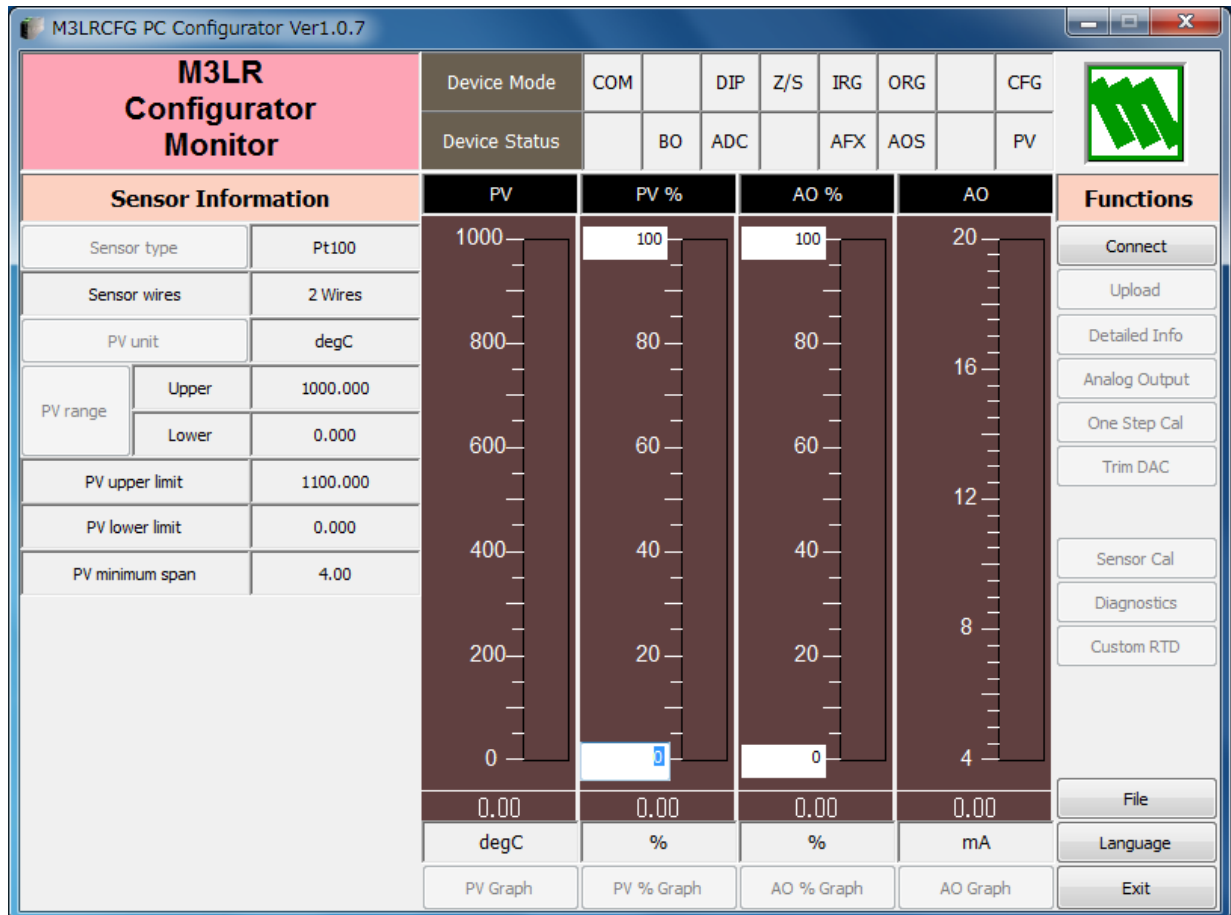 M3LRCFG PC Configurator Ver1.0.7
M3LR
Configurator
Monitor
Device Mode COM DIP Z/S IRG ORG CFG
Device Status BO ADC AFX AOS PV
Sensor Information
Sensor type Pt100
Sensor wires 2 Wires
PV unit degC
PV range
Upper 1000.000
Lower 0.000
PV upper limit 1100.000
PV lower limit 0.000
PV minimum span 4.00
PV
1000
800
600
400
200
0
0.00
degC
PV Graph
PV %
100
80
60
40
20
0
0.00
%
PV % Graph
AO %
100
80
60
40
20
0
0.00
%
AO % Graph
AO
20
16
12
8
4
0.00
mA
AO Graph
Functions
Connect
Upload
Detailed Info
Analog Output
One Step Cal
Trim DAC
Sensor Cal
Diagnostics
Custom RTD
File
Language
Exit